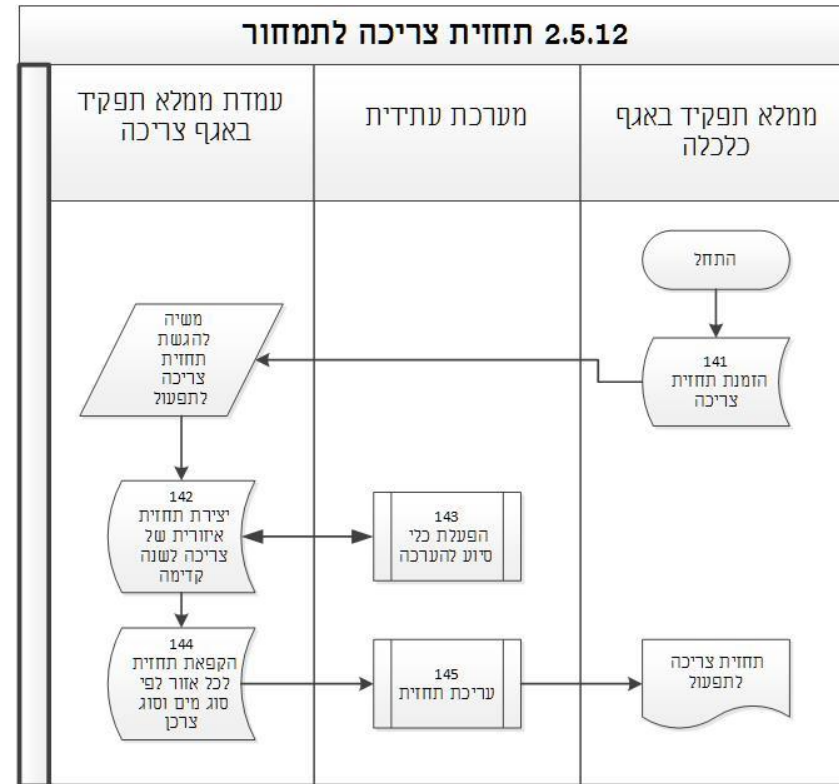 2.5.12 תחזית צריכה לתמחור
ממלא תפקיד באגף
כלכלה
מערכת עתידית
עמדת ממלא תפקיד
באגף צריכה
התחל
141
הזמנת תחזית
צריכה
משיה
להגשת
תחזית
צריכה
לתפעול
142
יצירת תחזית
איזורית של
צריכה לשנה
קדימה
143
הפעלת כלי
סיוע להערכה
144
הקפאת תחזית
לכל אזור לפי
סוג מים וסוג
צרכן
145
עריכת תחזית
תחזית צריכה
לתפעול